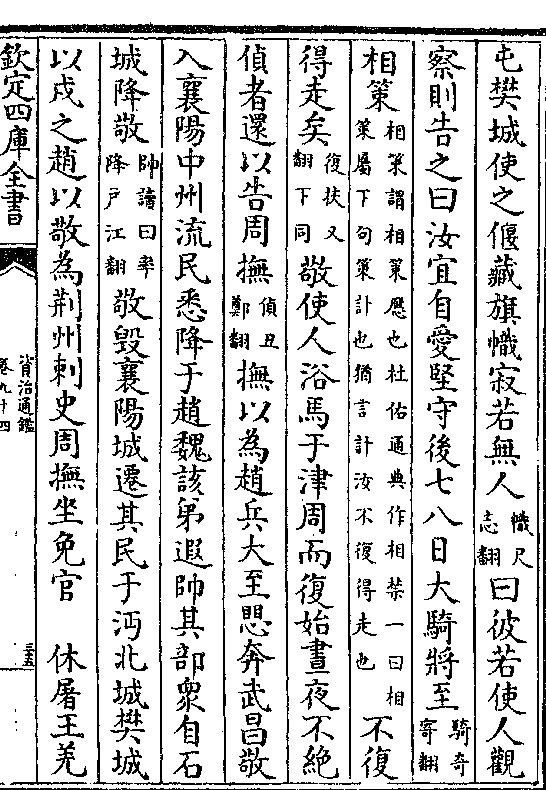 屯樊城使之偃藏旗幟寂若無人幟尺志翻曰彼若使人觀
察則告之曰汝宜自愛堅守後七八日大騎將至騎奇寄翻
相策相策謂相策應也杜佑通典作相禁一曰相策屬下句策計也猶言計汝不復得走也不復
得走矣復扶又翻下同敬使人浴馬于津周而復始晝夜不絶
偵者還以告周撫偵丑鄭翻撫以為趙兵大至愳奔武昌敬
入襄陽中州流民悉降于趙魏該弟遐帥其部衆自石
城降敬帥讀曰率降戶江翻敬毀襄陽城遷其民于沔北城樊城
以戍之趙以敬為荆州刺史周撫坐免官　休屠王羌
欽定四庫全書
資治通鑑
卷九十四
三五